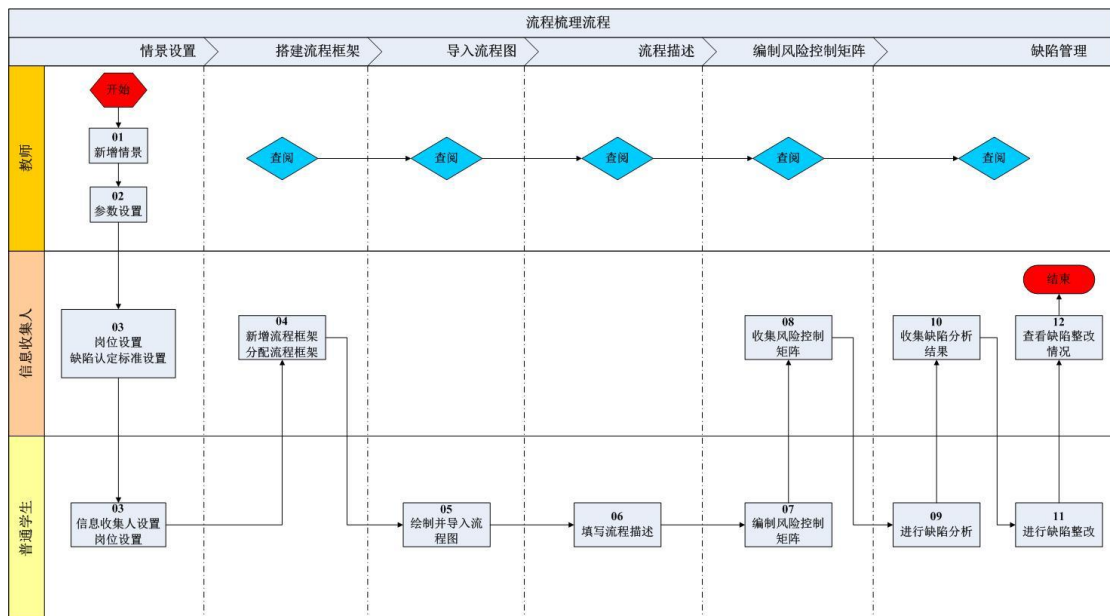 流程梳理流程
情景设置
搭建流程框架
导入流程图
流程描述
编制风险控制矩阵
缺陷管理
教师
开始
01
新增情景
02
参数设置
查阅
查阅
查阅
查阅
查阅
信息收集人
03
岗位设置
缺陷认定标准设置
04
新增流程框架
分配流程框架
08
收集风险控制
矩阵
10
收集缺陷分析
结果
结束
12
查看缺陷整改
情况
普通学生
03
信息收集人设置
岗位设置
05
绘制并导入流
程图
06
填写流程描述
07
编制风险控制
矩阵
09
进行缺陷分析
11
进行缺陷整改